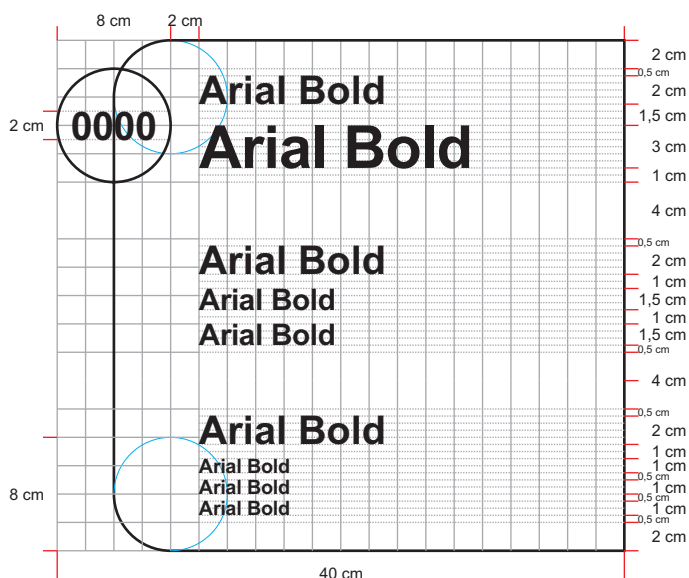 8 cm 2 cm
2 cm
0,5 cm
Arial Bold 2 cm
1,5 cm
2 cm 0000 Arial Bold 3 cm
1 cm
4 cm
0,5 cm
Arial Bold 2 cm
1 cm
Arial Bold 1,5 cm
1 cm
Arial Bold 1,5 cm
0,5 cm
4 cm
0,5 cm
Arial Bold 2 cm
1 cm
Arial Bold 1 cm
0,5 cm
Arial Bold 1 cm
8 cm 0,5 cm
Arial Bold 1 cm
0,5 cm
2 cm
40 cm